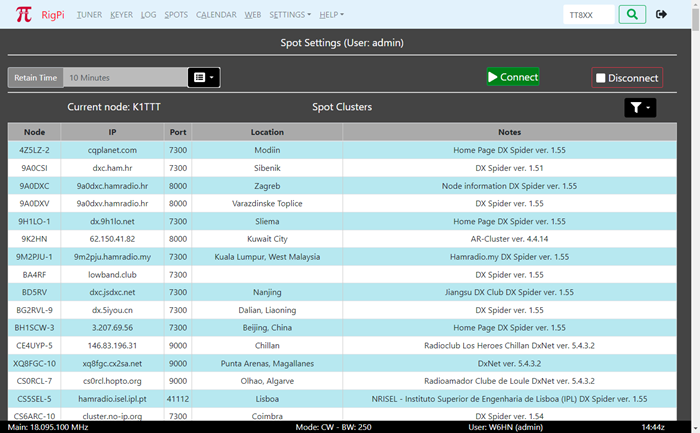 π RigPi TUNER KEYER LOG SPOTS CALENDAR WEB SETTINGS HELP TT8XX
Spot Settings (User: admin)
Retain Time 10 Minutes Connect Disconnect
Current node: K1TTT Spot Clusters
Node IP Port Location Notes
4Z5LZ-2 cqplanet.com 7300 Modiin Home Page DX Spider ver. 1.55
9A0CSI dxc.ham.hr 7300 Sibenik DX Spider ver. 1.51
9A0DXC 9a0dxc.hamradio.hr 8000 Zagreb Node information DX Spider ver. 1.55
9A0DXV 9a0dxv.hamradio.hr 8000 Varazdinske Toplice DX Spider ver. 1.55
9H1LO-1 dx.9h1lo.net 7300 Sliema Home Page DX Spider ver. 1.55
9K2HN 62.150.41.82 8000 Kuwait City AR-Cluster ver. 4.4.14
9M2PJU-1 9m2pju.hamradio.my 7300 Kuala Lumpur, West Malaysia Hamradio.my DX Spider ver. 1.55
BA4RF lowband.club 7300 DX Spider ver. 1.55
BD5RV dxc.jsdxc.net 7300 Nanjing Jiangsu DX Club DX Spider ver. 1.55
BG2RVL-9 dx.5iyou.cn 7300 Dalian, Liaoning DX Spider ver. 1.55
BH1SCW-3 3.207.69.56 7300 Beijing, China Home Page DX Spider ver. 1.55
CE4UYP-5 146.83.196.31 9000 Chillan Radioclub Los Heroes Chillan DxNet ver. 5.4.3.2
XQ8FGC-10 xq8fgc.cx2sa.net 9000 Punta Arenas, Magallanes DxNet ver. 5.4.3.2
CS0RCL-7 cs0rcl.hopto.org 9000 Olhao, Algarve Radioamador Clube de Loule DxNet ver. 5.4.3.2
CS5SEL-5 hamradio.isel.ipl.pt 41112 Lisboa NRISEL - Instituto Superior de Engenharia de Lisboa (IPL) DX Spider ver. 1.55
CS6ARC-10 cluster.no-ip.org 7300 Coimbra DX Spider ver. 1.54
Main: 18.095.100 MHz Mode: CW - BW: 250 User: W6HN (admin) 14:44z